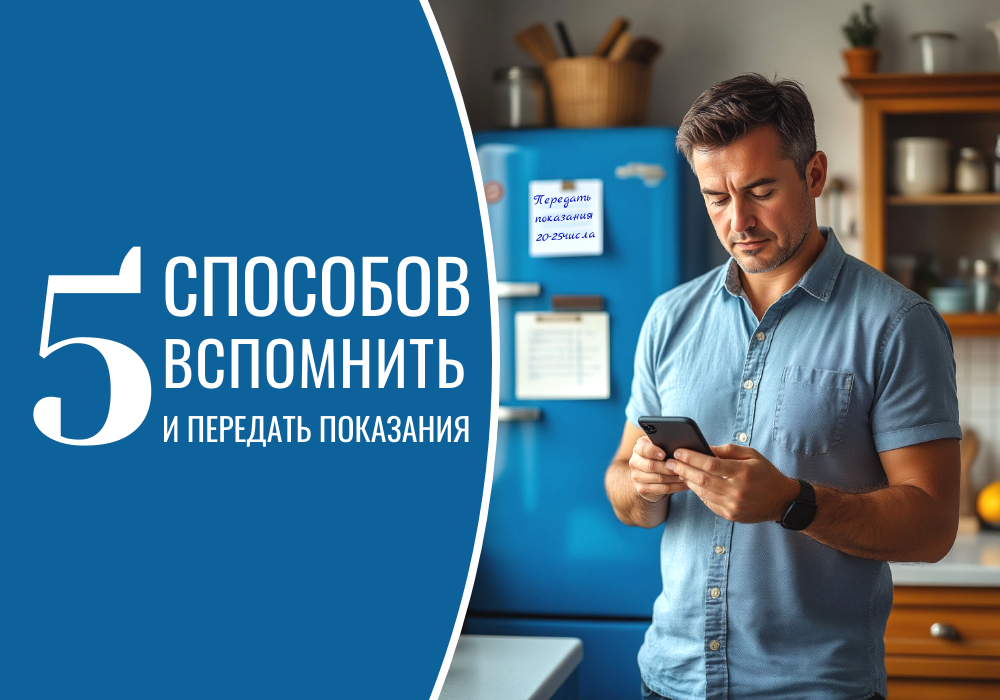 5 СПОСОБОВ
ВСПОМНИТЬ
И ПЕРЕДАТЬ ПОКАЗАНИЯ
Передать
показания
20-25числа